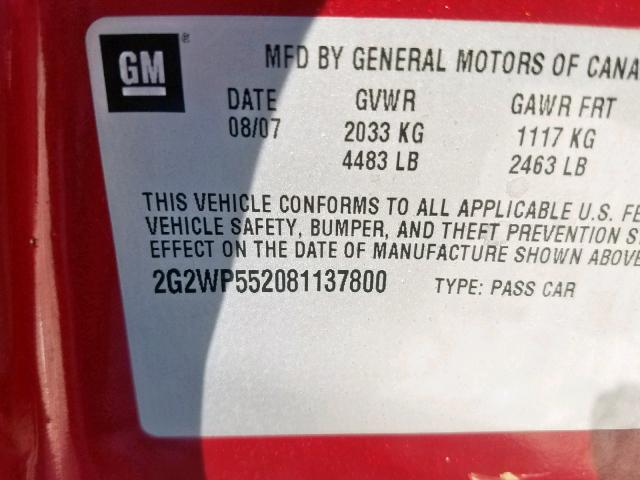 GM ®
MFD BY GENERAL MOTORS OF CANA
DATE GVWR GAWR FRT
08/07 2033 KG 1117 KG
4483 LB 2463 LB
THIS VEHICLE CONFORMS TO ALL APPLICABLE U.S. FE
VEHICLE SAFETY, BUMPER, AND THEFT PREVENTION S
EFFECT ON THE DATE OF MANUFACTURE SHOWN ABOVE
2G2WP552081137800 TYPE: PASS CAR